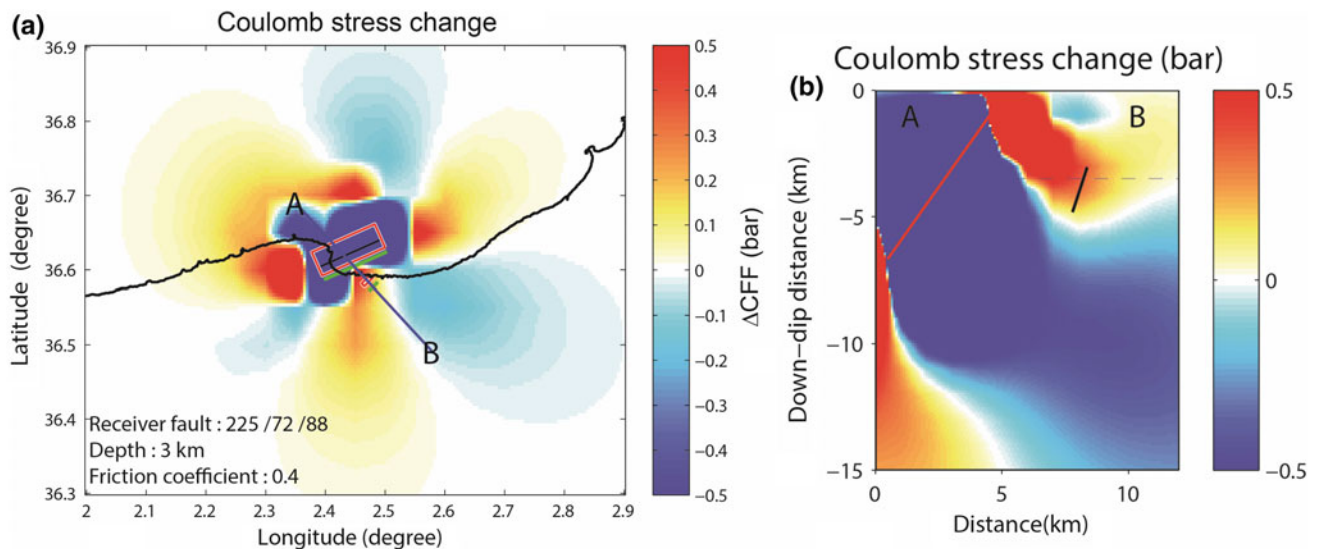 (a)
Coulomb stress change
36.9
36.8
36.7
36.6
36.5
36.4
36.3
Latitude (degree)
A
B
Receiver fault : 225 /72 /88
Depth : 3 km
Friction coefficient : 0.4
2
2.1
2.2
2.3
2.4
2.5
2.6
2.7
2.8
2.9
Longitude (degree)
0.5
0.4
0.3
0.2
0.1
0
−0.1
−0.2
−0.3
−0.4
−0.5
ΔCFF (bar)
Coulomb stress change (bar)
(b)
0
−5
−10
−15
Down−dip distance (km)
A
B
0
5
10
Distance(km)
0.5
0
−0.5